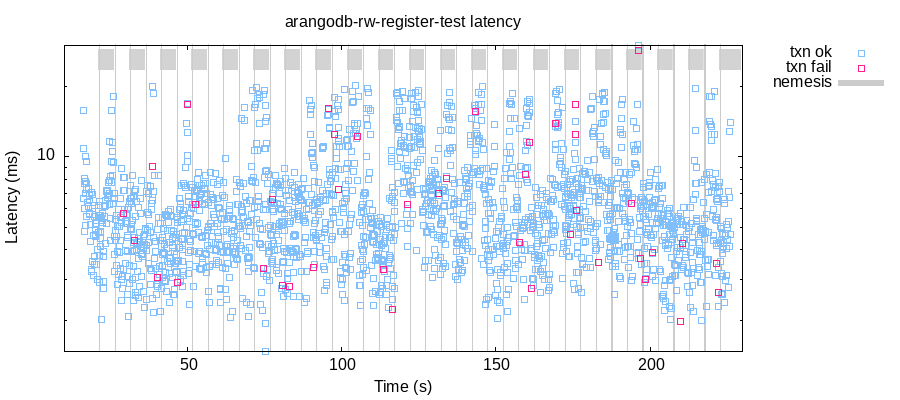 arangodb-rw-register-test latency
txn ok
txn fail
nemesis
10
Latency (ms)
50
100
150
200
Time (s)